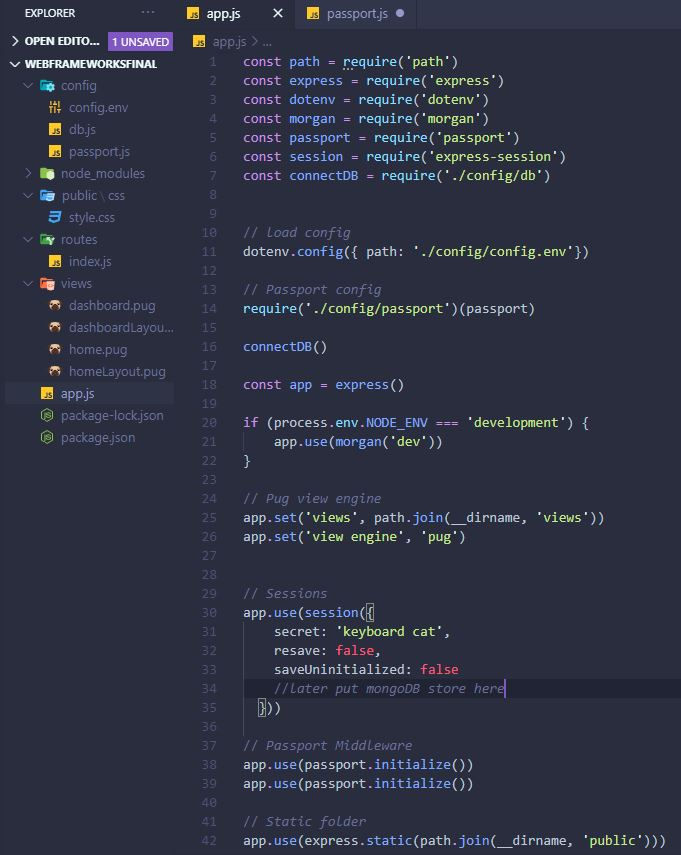 EXPLORER ···
OPEN EDITO... 1 UNSAVED
WEBFRAMEWORKSFINAL
config
config.env
db.js
passport.js
node_modules
public \ css
style.css
routes
index.js
views
dashboard.pug
dashboardLayou...
home.pug
homeLayout.pug
app.js
package-lock.json
package.json
app.js
passport.js
app.js > ...
1 const path = require('path')
2 const express = require('express')
3 const dotenv = require('dotenv')
4 const morgan = require('morgan')
5 const passport = require('passport')
6 const session = require('express-session')
7 const connectDB = require('./config/db')
8
9
10 // load config
11 dotenv.config({ path: './config/config.env'})
12
13 // Passport config
14 require('./config/passport')(passport)
15
16 connectDB()
17
18 const app = express()
19
20 if (process.env.NODE_ENV === 'development') {
21 app.use(morgan('dev'))
22 }
23
24 // Pug view engine
25 app.set('views', path.join(__dirname, 'views'))
26 app.set('view engine', 'pug')
27
28
29 // Sessions
30 app.use(session({
31 secret: 'keyboard cat',
32 resave: false,
33 saveUninitialized: false
34 //later put mongoDB store here
35 }))
36
37 // Passport Middleware
38 app.use(passport.initialize())
39 app.use(passport.initialize())
40
41 // Static folder
42 app.use(express.static(path.join(__dirname, 'public')))